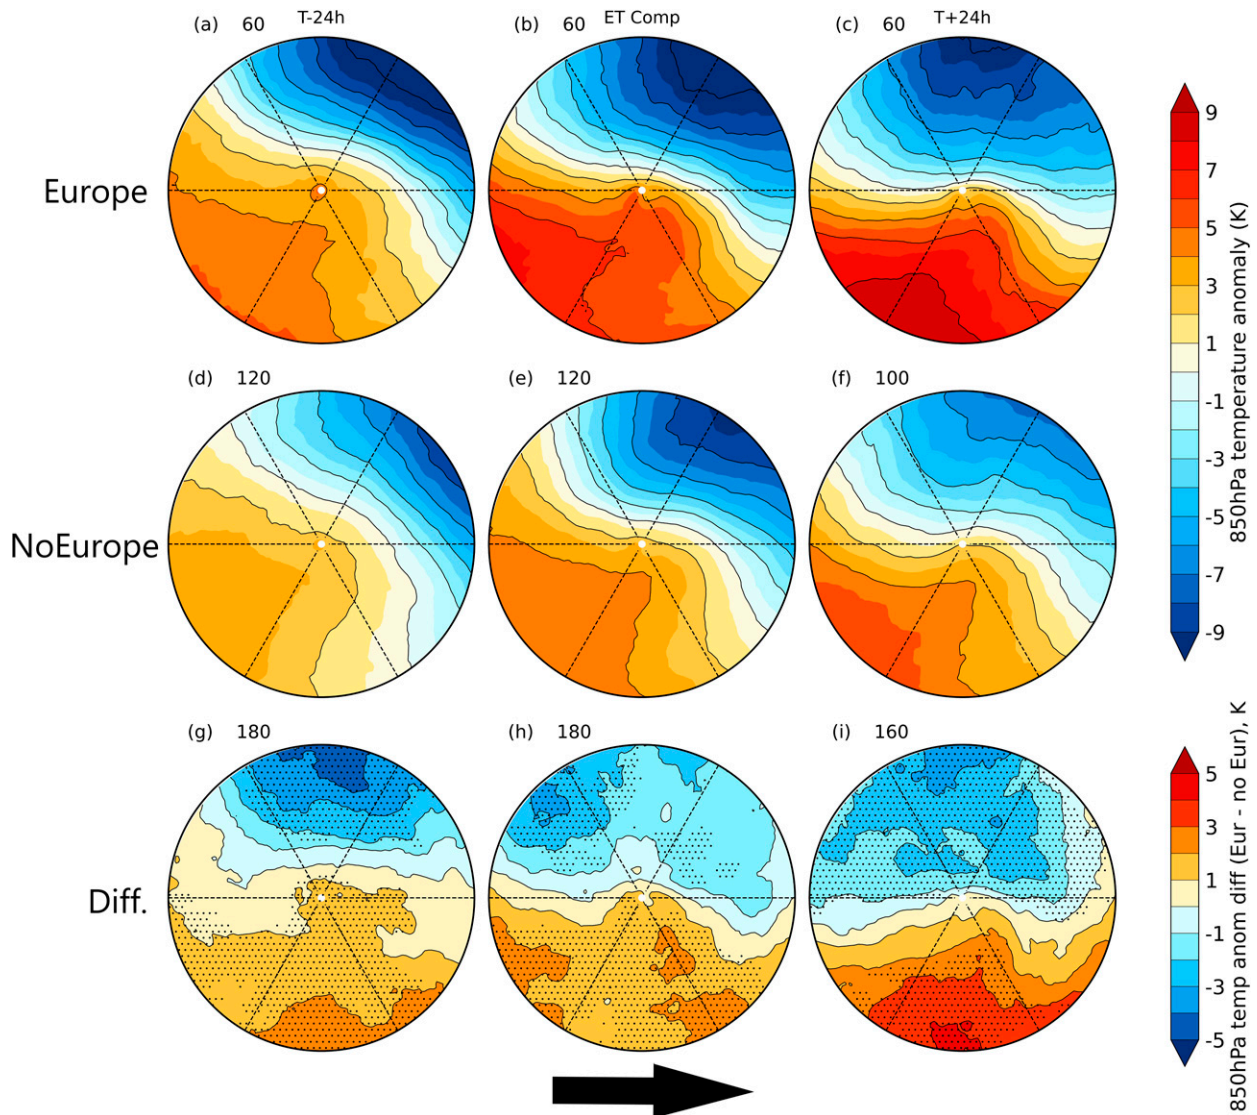 T-24h ET Comp T+24h
(a) 60 (b) 60 (c) 60
Europe
(d) 120 (e) 120 (f) 100
NoEurope
(g) 180 (h) 180 (i) 160
Diff.
9
7
5
3
1
-1
-3
-5
-7
-9
850hPa temperature anomaly (K)
5
3
1
-1
-3
-5
850hPa temp anom diff (Eur - no Eur), K